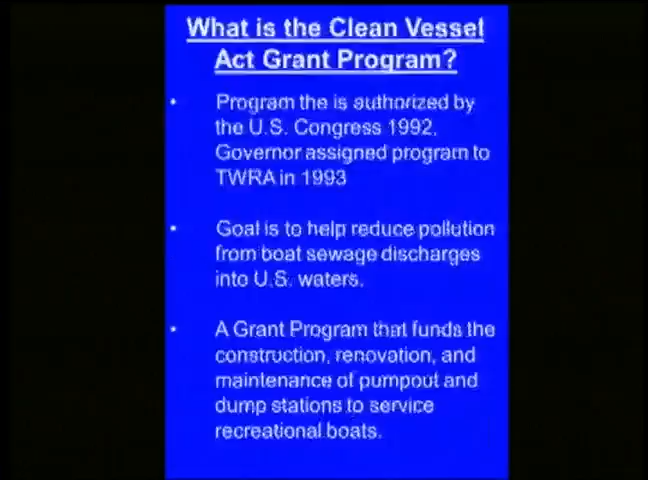 What is the Clean Vessel
Act Grant Program?
• Program the is authorized by
the U.S. Congress 1992,
Governor assigned program to
TWRA in 1993
• Goal is to help reduce pollution
from boat sewage discharges
into U.S. waters.
• A Grant Program that funds the
construction, renovation, and
maintenance of pumpout and
dump stations to service
recreational boats.